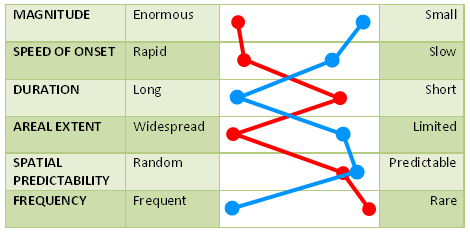 MAGNITUDE Enormous Small
SPEED OF ONSET Rapid Slow
DURATION Long Short
AREAL EXTENT Widespread Limited
SPATIAL Random Predictable
PREDICTABILITY
FREQUENCY Frequent Rare